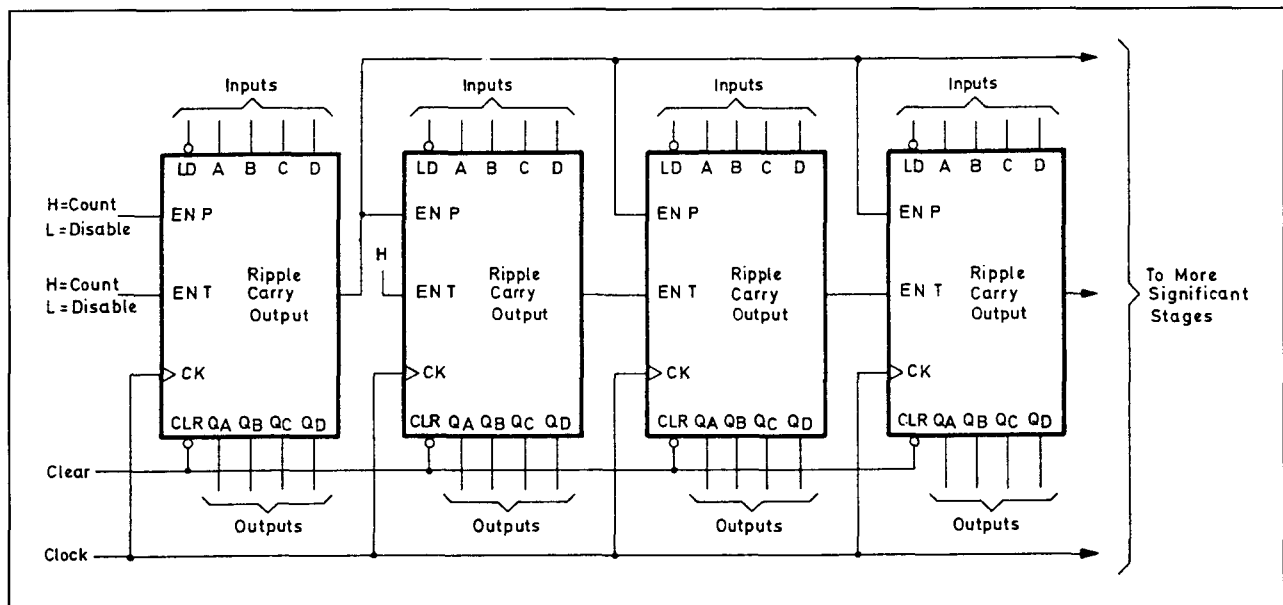 Inputs
Inputs
Inputs
Inputs
LD A B C D
LD A B C D
LD A B C D
LD A B C D
H=Count
L=Disable
EN P
EN P
EN P
EN P
H
H=Count
L=Disable
EN T
Ripple
Carry
Output
EN T
Ripple
Carry
Output
EN T
Ripple
Carry
Output
EN T
Ripple
Carry
Output
To More
Significant
Stages
CK
CK
CK
CK
CLR QA QB QC QD
CLR QA QB QC QD
CLR QA QB QC QD
CLR QA QB QC QD
Clear
Outputs
Outputs
Outputs
Outputs
Clock